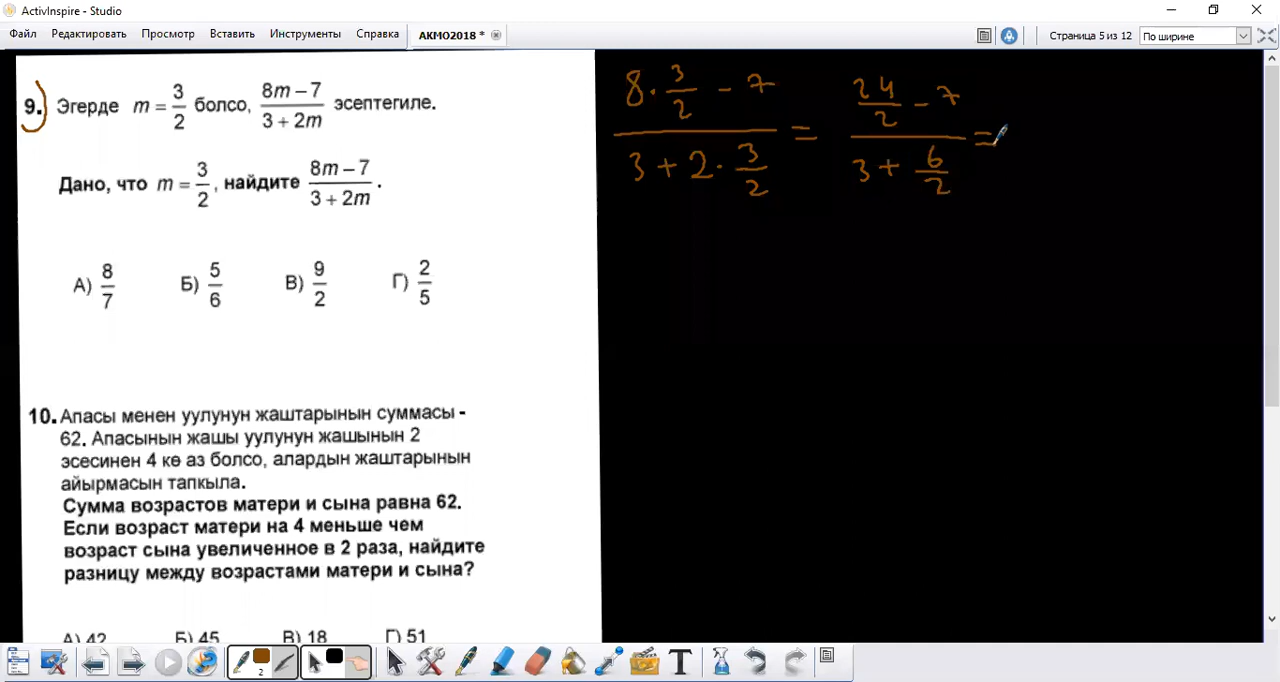 ActivInspire - Studio
Файл Редактировать Просмотр Вставить Инструменты Справка АКМО2018 * Страница 5 из 12 По ширине
9. Эгерде m = 3/2 болсо, (8m − 7)/(3 + 2m) эсептегиле.
Дано, что m = 3/2, найдите (8m − 7)/(3 + 2m).
А) 8/7 Б) 5/6 В) 9/2 Г) 2/5
10. Апасы менен уулунун жаштарынын суммасы -
62. Апасынын жашы уулунун жашынын 2
эсесинен 4 кө аз болсо, алардын жаштарынын
айырмасын тапкыла.
Сумма возрастов матери и сына равна 62.
Если возраст матери на 4 меньше чем
возраст сына увеличенное в 2 раза, найдите
разницу между возрастами матери и сына?
А) 42 Б) 45 В) 18 Г) 51
(8 · 3/2 − 7)/(3 + 2 · 3/2) = (24/2 − 7)/(3 + 6/2) =
2
T